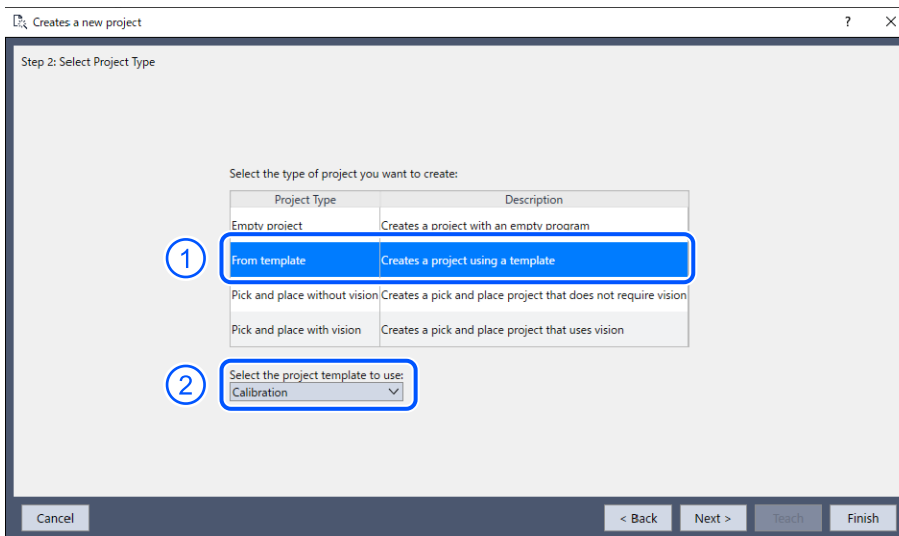 Creates a new project
Step 2: Select Project Type
Select the type of project you want to create:
Project Type Description
Empty project Creates a project with an empty program
1 From template Creates a project using a template
Pick and place without vision Creates a pick and place project that does not require vision
Pick and place with vision Creates a pick and place project that uses vision
Select the project template to use:
2 Calibration
Cancel < Back Next > Teach Finish